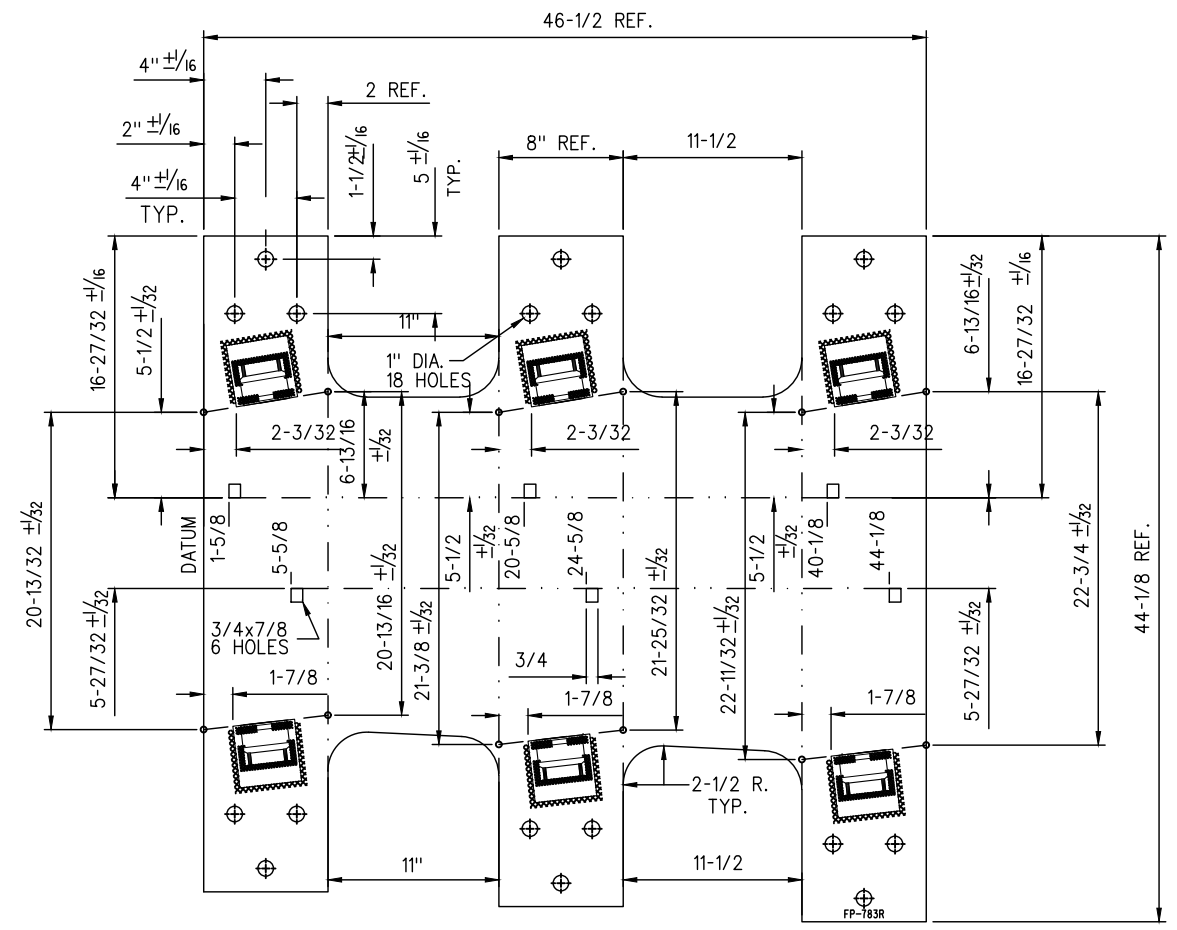 46-1/2 REF.
4" ±1/16
2 REF.
2" ±1/16
4" ±1/16
TYP.
1-1/2±1/16
5 ±1/16
TYP.
8" REF.
11-1/2
16-27/32 ±1/16
5-1/2 ±1/32
11"
1" DIA.
18 HOLES
6-13/16±1/32
16-27/32 ±1/16
2-3/32
6-13/16
±1/32
2-3/32
2-3/32
20-13/32 ±1/32
DATUM
1-5/8
5-5/8
20-13/16 ±1/32
5-1/2
±1/32
20-5/8
24-5/8
21-25/32 ±1/32
5-1/2
±1/32
40-1/8
44-1/8
22-3/4 ±1/32
44-1/8 REF.
5-27/32 ±1/32
3/4x7/8
6 HOLES
21-3/8 ±1/32
3/4
22-11/32 ±1/32
5-27/32 ±1/32
1-7/8
1-7/8
1-7/8
2-1/2 R.
TYP.
11"
11-1/2
FP-783R